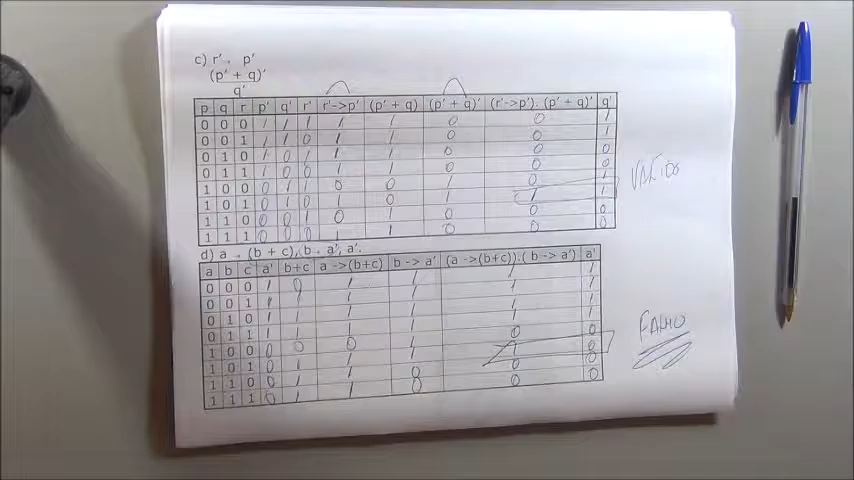 c) r'→ p'
(p' + q)'
q'
p q r p' q' r' r'->p' (p' + q) (p' + q)' (r'->p'). (p' + q)' q'
0 0 0 1 1 1 1 1 0 0 1
0 0 1 1 1 0 1 1 0 0 1
0 1 0 1 0 1 1 1 0 0 0
0 1 1 1 0 0 1 1 0 0 0
1 0 0 0 1 1 0 0 1 0 1
1 0 1 0 1 0 1 0 1 1 1
1 1 0 0 0 1 0 1 0 0 0
1 1 1 0 0 0 1 1 0 0 0
VÁLIDO
d) a → (b + c), b → a', a'.
a b c a' b+c a ->(b+c) b -> a' (a ->(b+c)).( b -> a') a'
0 0 0 1 0 1 1 1 1
0 0 1 1 1 1 1 1 1
0 1 0 1 1 1 1 1 1
0 1 1 1 1 1 1 1 1
1 0 0 0 0 0 1 0 0
1 0 1 0 1 1 1 1 0
1 1 0 0 1 1 0 0 0
1 1 1 0 1 1 0 0 0